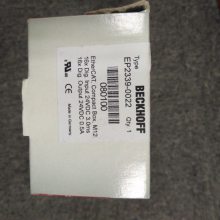 BECKHOFF
Type
EP2339-0022
Qty 1
080100
EtherCAT, Compact Box, M12
16x Dig. Input 24VDC 3.0ms
16x Dig. Output 24VDC 0.5A
Made in Germany